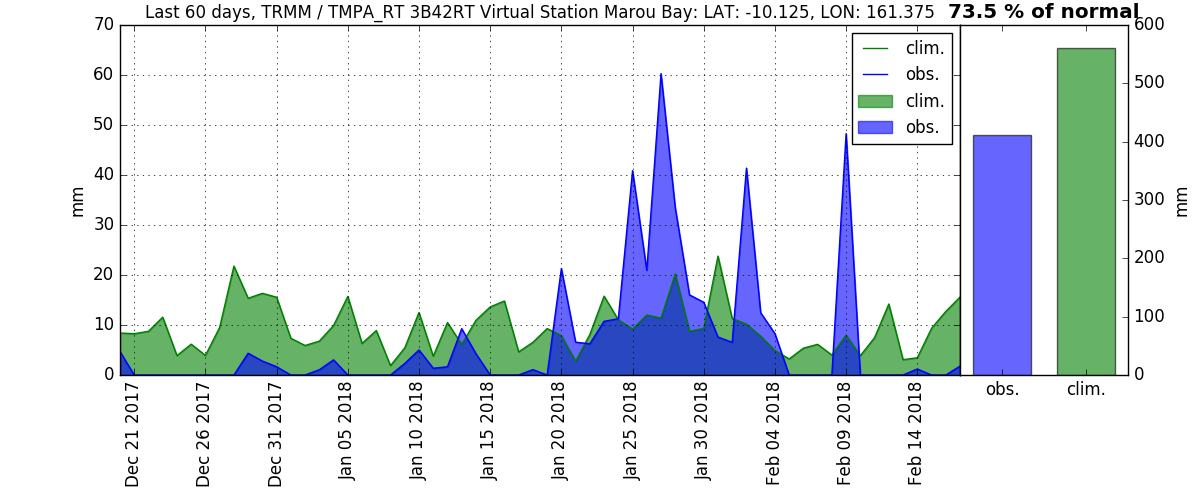 Last 60 days, TRMM / TMPA_RT 3B42RT Virtual Station Marou Bay: LAT: -10.125, LON: 161.375 73.5 % of normal
70
60
50
40
30
20
10
0
mm
clim.
obs.
clim.
obs.
Dec 21 2017
Dec 26 2017
Dec 31 2017
Jan 05 2018
Jan 10 2018
Jan 15 2018
Jan 20 2018
Jan 25 2018
Jan 30 2018
Feb 04 2018
Feb 09 2018
Feb 14 2018
600
500
400
300
200
100
0
mm
obs. clim.